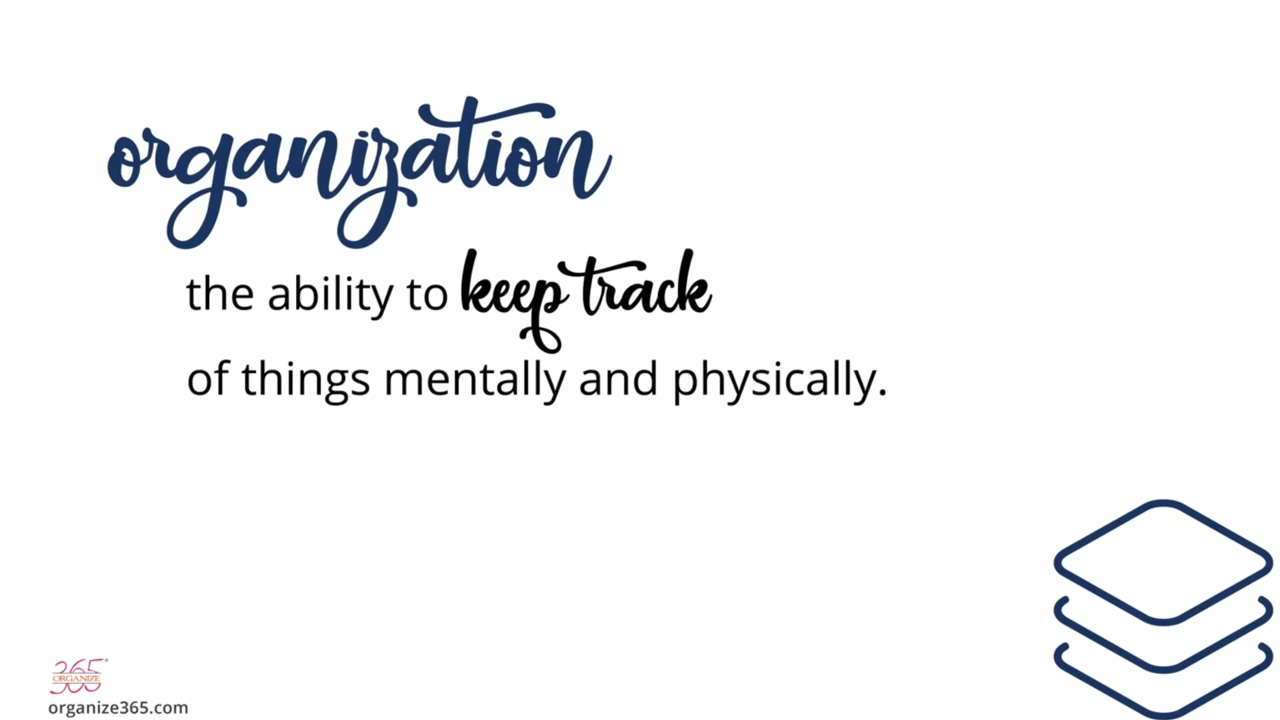 organization
the ability to keep track
of things mentally and physically.
365®
ORGANIZE
organize365.com